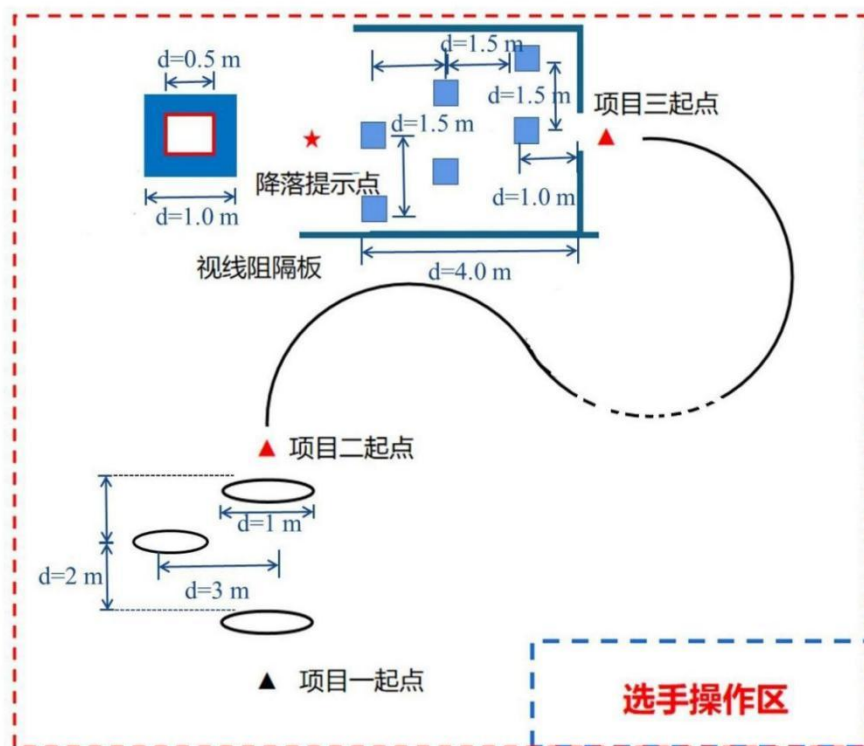 d=0.5 m
d=1.5 m
d=1.5 m
项目三起点
d=1.5 m
降落提示点
d=1.0 m
d=1.0 m
视线阻隔板
d=4.0 m
项目二起点
d=1 m
d=2 m
d=3 m
项目一起点
选手操作区